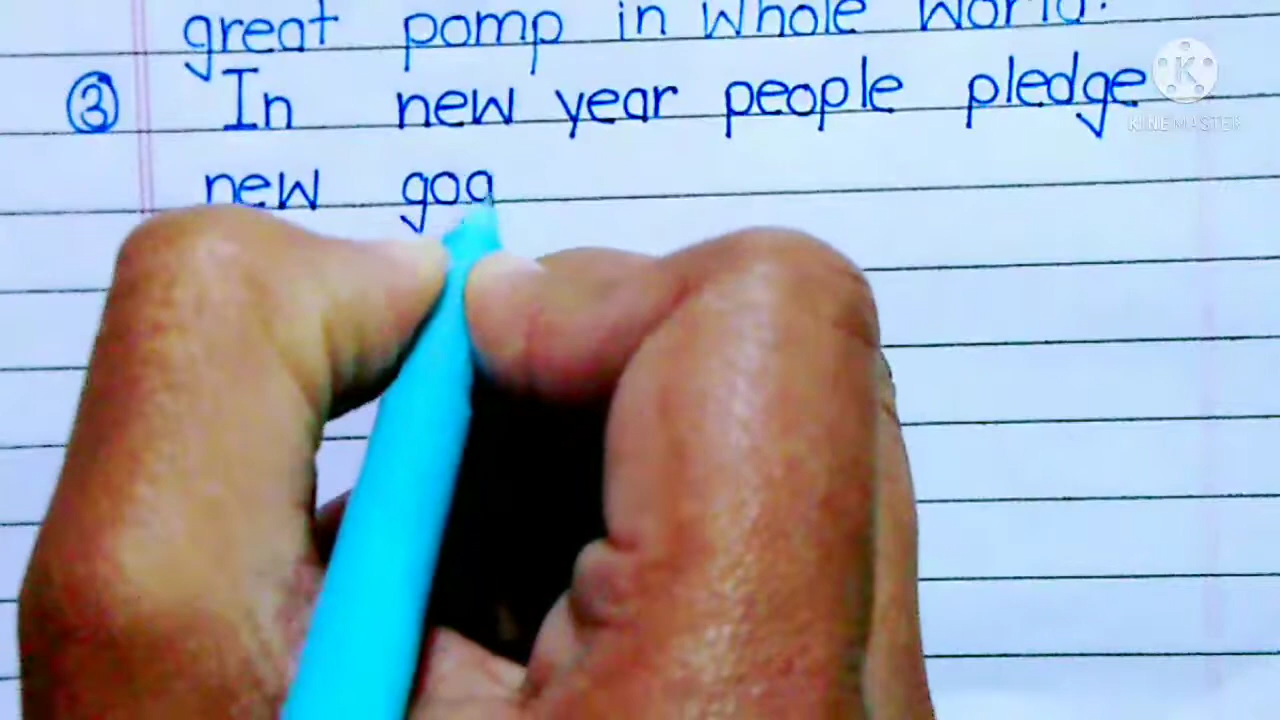 great pomp in whole world.
③ In new year people pledge
new goa
K
KINEMASTER